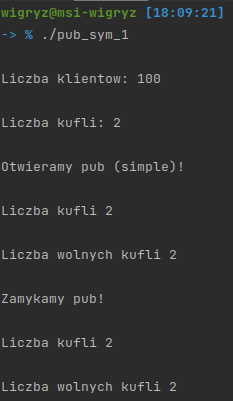 wigryz@msi-wigryz [18:09:21]
-> % ./pub_sym_1
Liczba klientow: 100
Liczba kufli: 2
Otwieramy pub (simple)!
Liczba kufli 2
Liczba wolnych kufli 2
Zamykamy pub!
Liczba kufli 2
Liczba wolnych kufli 2